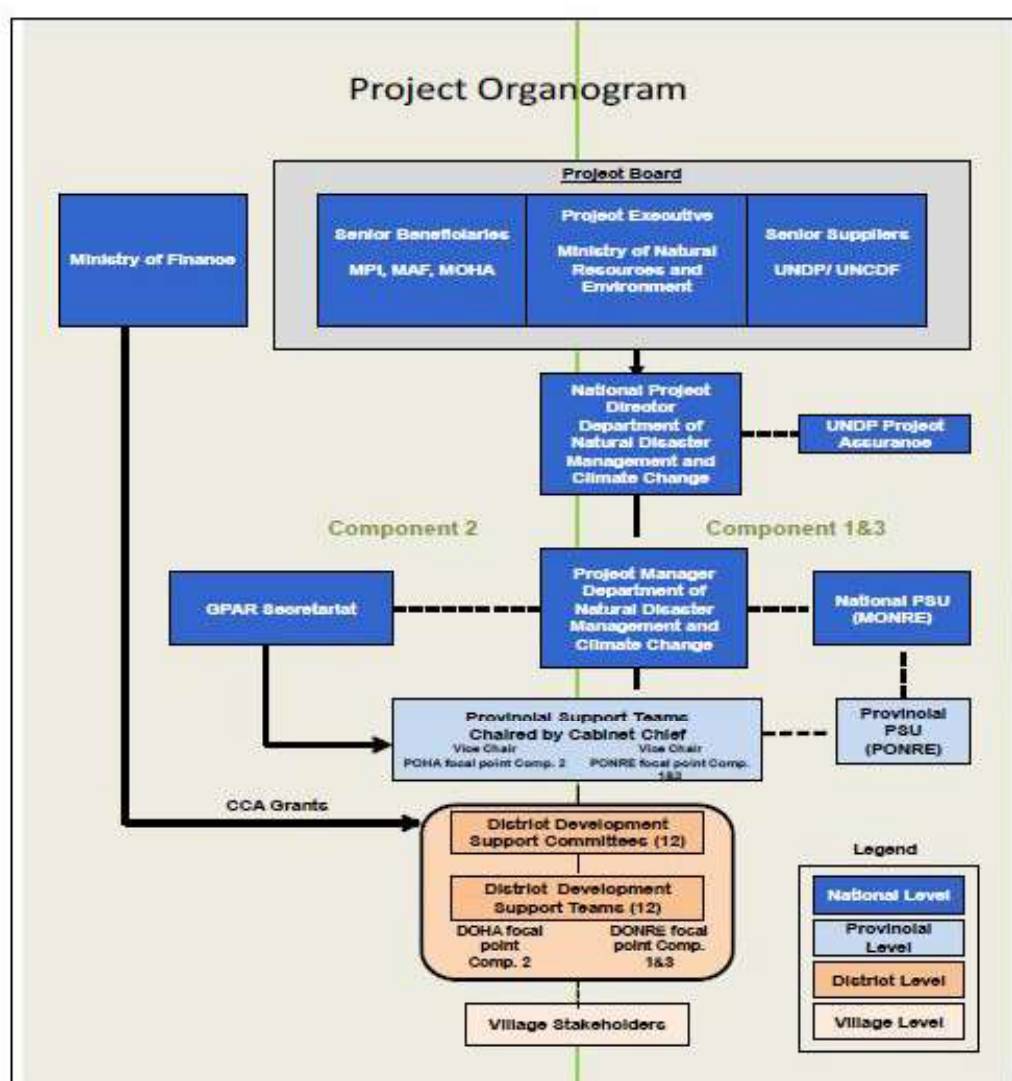 Project Organogram
Project Board
Ministry of Finance
Senior Beneficiaries
MPI, MAF, MOHA
Project Executive
Ministry of Natural
Resources and
Environment
Senior Suppliers
UNDP/ UNCDF
National Project
Director
Department of
Natural Disaster
Management and
Climate Change
UNDP Project
Assurance
Component 2
Component 1&3
GPAR Secretariat
Project Manager
Department of
Natural Disaster
Management and
Climate Change
National PSU
(MONRE)
Provincial Support Teams
Chaired by Cabinet Chief
Vice Chair
POHA focal point Comp. 2
Vice Chair
PONRE focal point Comp.
1&3
Provincial
PSU
(PONRE)
CCA Grants
District Development
Support Committees (12)
District Development
Support Teams (12)
DOHA focal
point
Comp. 2
DONRE focal
point Comp.
1&3
Village Stakeholders
Legend
National Level
Provincial
Level
District Level
Village Level